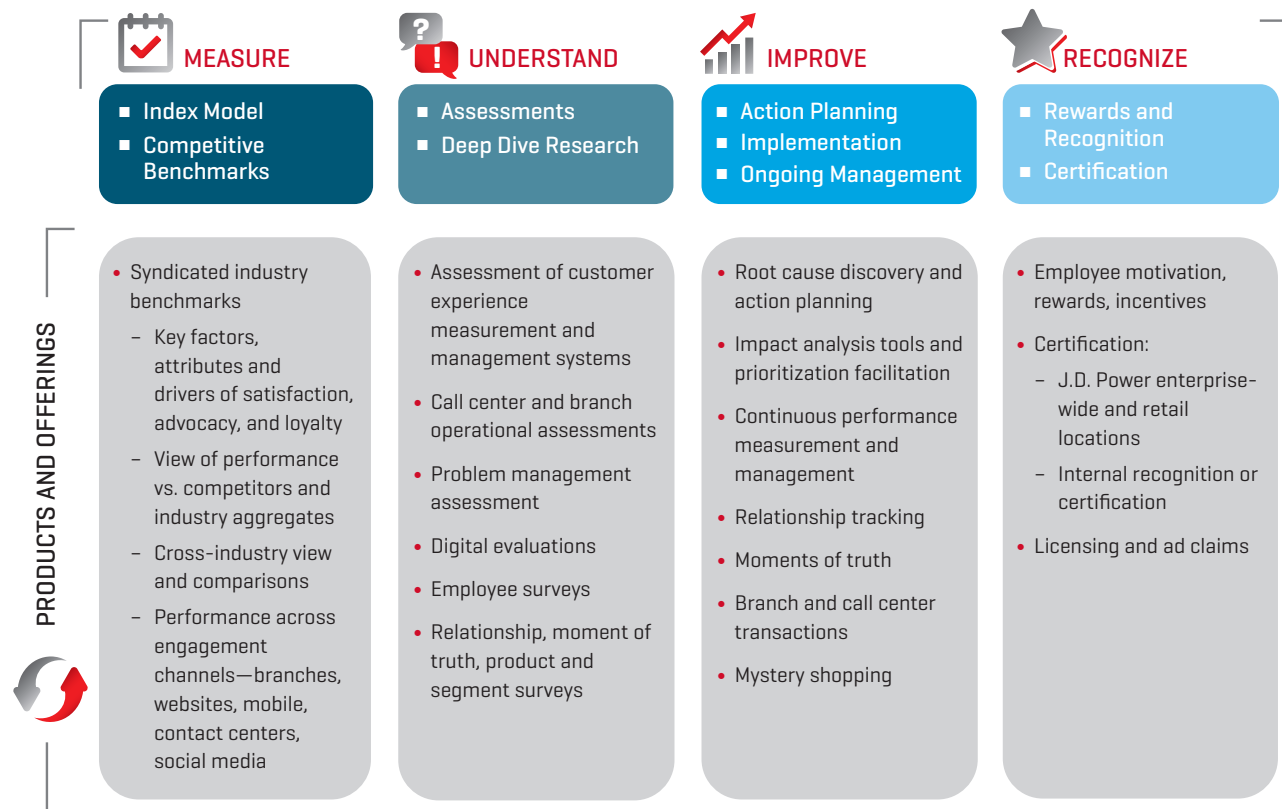 MEASURE
Index Model
Competitive
Benchmarks
UNDERSTAND
Assessments
Deep Dive Research
IMPROVE
Action Planning
Implementation
Ongoing Management
RECOGNIZE
Rewards and
Recognition
Certification
PRODUCTS AND OFFERINGS
• Syndicated industry
benchmarks
– Key factors,
attributes and
drivers of satisfaction,
advocacy, and loyalty
– View of performance
vs. competitors and
industry aggregates
– Cross-industry view
and comparisons
– Performance across
engagement
channels—branches,
websites, mobile,
contact centers,
social media
• Assessment of customer
experience
measurement and
management systems
• Call center and branch
operational assessments
• Problem management
assessment
• Digital evaluations
• Employee surveys
• Relationship, moment of
truth, product and
segment surveys
• Root cause discovery and
action planning
• Impact analysis tools and
prioritization facilitation
• Continuous performance
measurement and
management
• Relationship tracking
• Moments of truth
• Branch and call center
transactions
• Mystery shopping
• Employee motivation,
rewards, incentives
• Certification:
– J.D. Power enterprise-
wide and retail
locations
– Internal recognition or
certification
• Licensing and ad claims